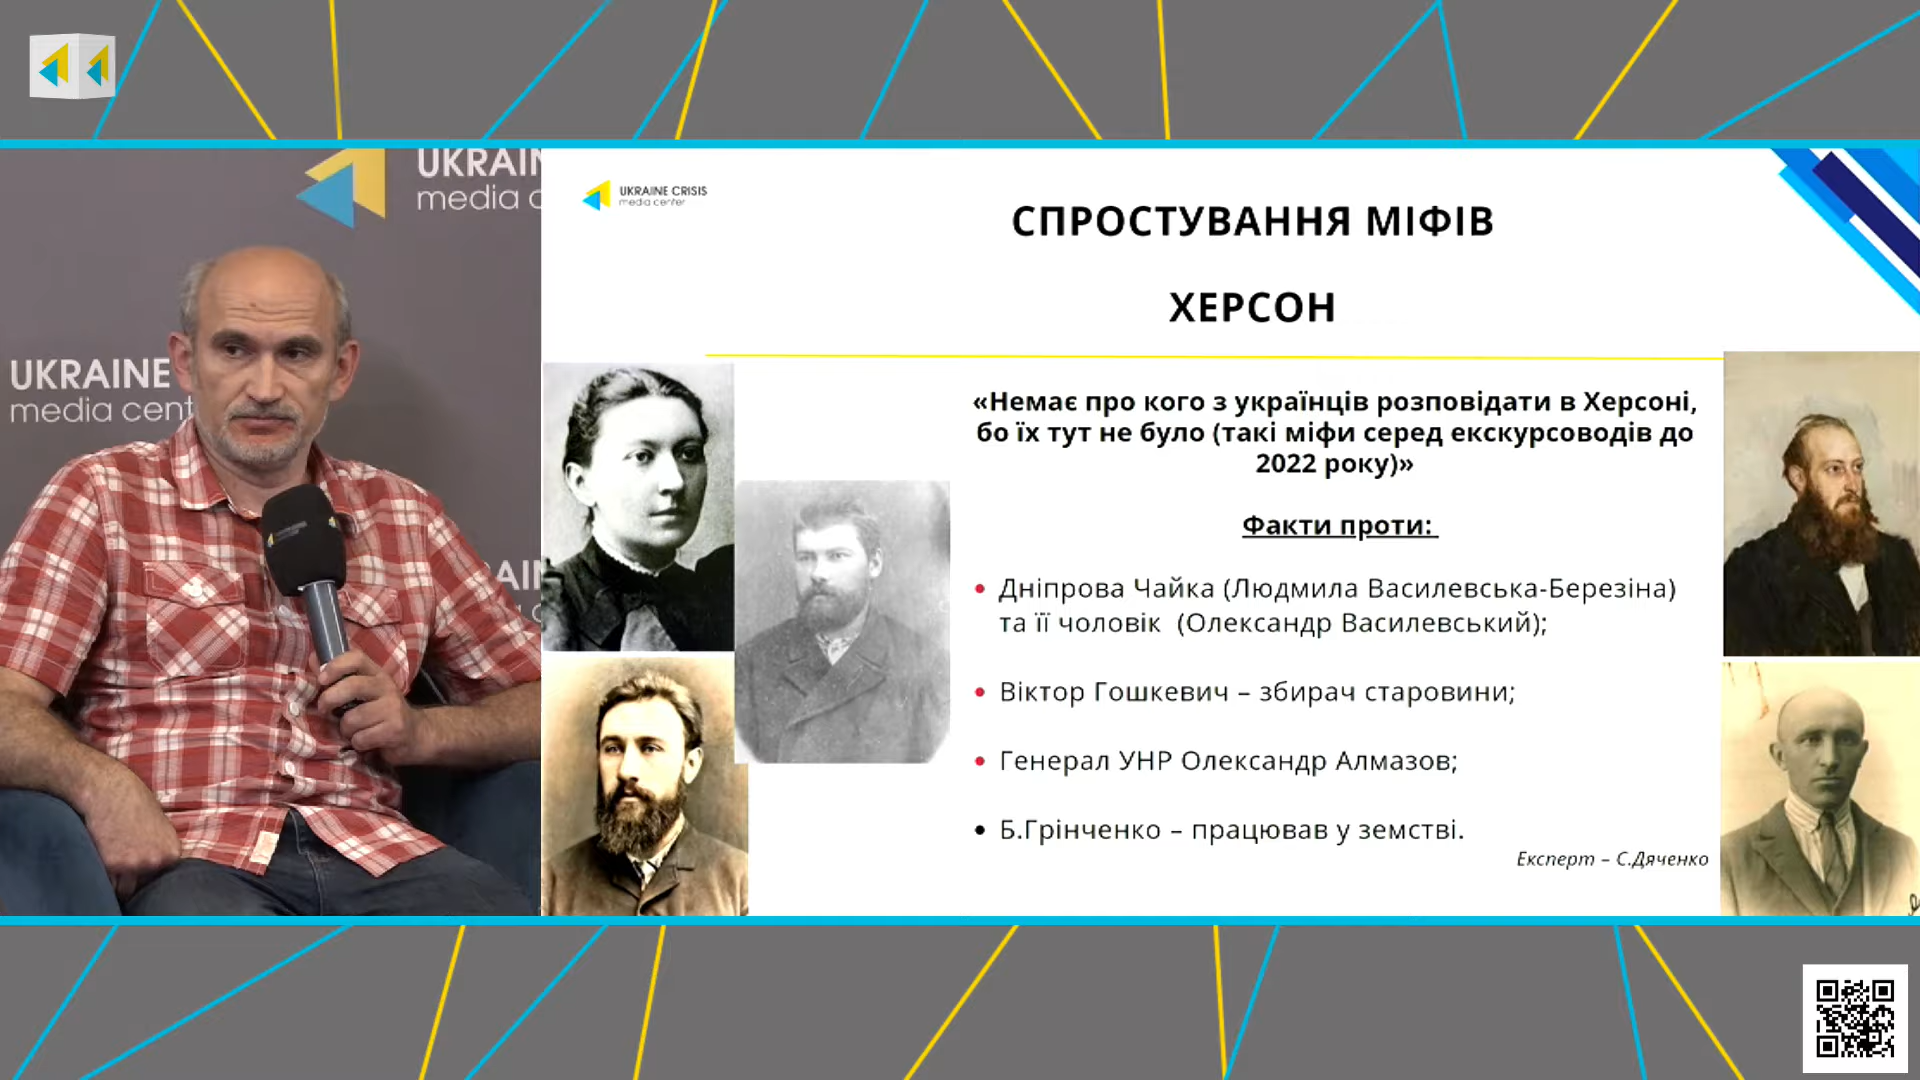 UKRAIN
media c
UKRAINE
media cent
UKRAINE CRISIS
media center
СПРОСТУВАННЯ МІФІВ
ХЕРСОН
«Немає про кого з українців розповідати в Херсоні,
бо їх тут не було (такі міфи серед екскурсоводів до
2022 року)»
Факти проти:
• Дніпрова Чайка (Людмила Василевська-Березіна)
та її чоловік (Олександр Василевський);
• Віктор Гошкевич – збирач старовини;
• Генерал УНР Олександр Алмазов;
• Б.Грінченко – працював у земстві.
Експерт – С.Дяченко